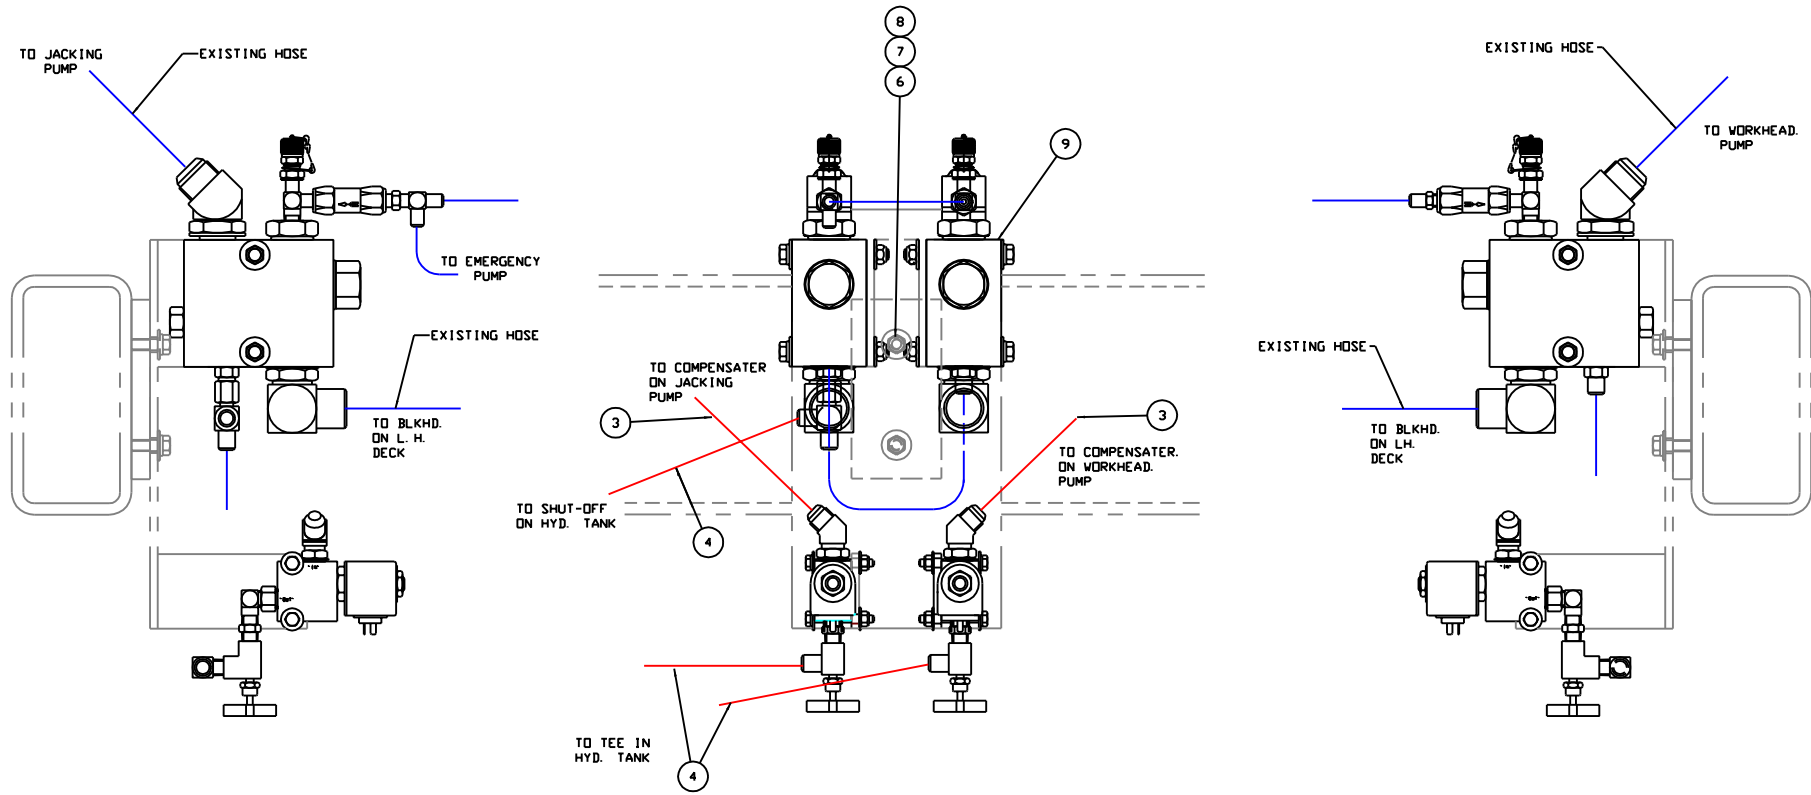 TO JACKING
PUMP
EXISTING HOSE
TO EMERGENCY
PUMP
EXISTING HOSE
TO BLKHD.
ON L. H.
DECK
8
7
6
9
TO COMPENSATER
ON JACKING
PUMP
3
TO SHUT-OFF
ON HYD. TANK
4
3
TO COMPENSATER.
ON WORKHEAD.
PUMP
TO TEE IN
HYD. TANK
4
EXISTING HOSE
TO WORKHEAD.
PUMP
EXISTING HOSE
TO BLKHD.
ON LH.
DECK